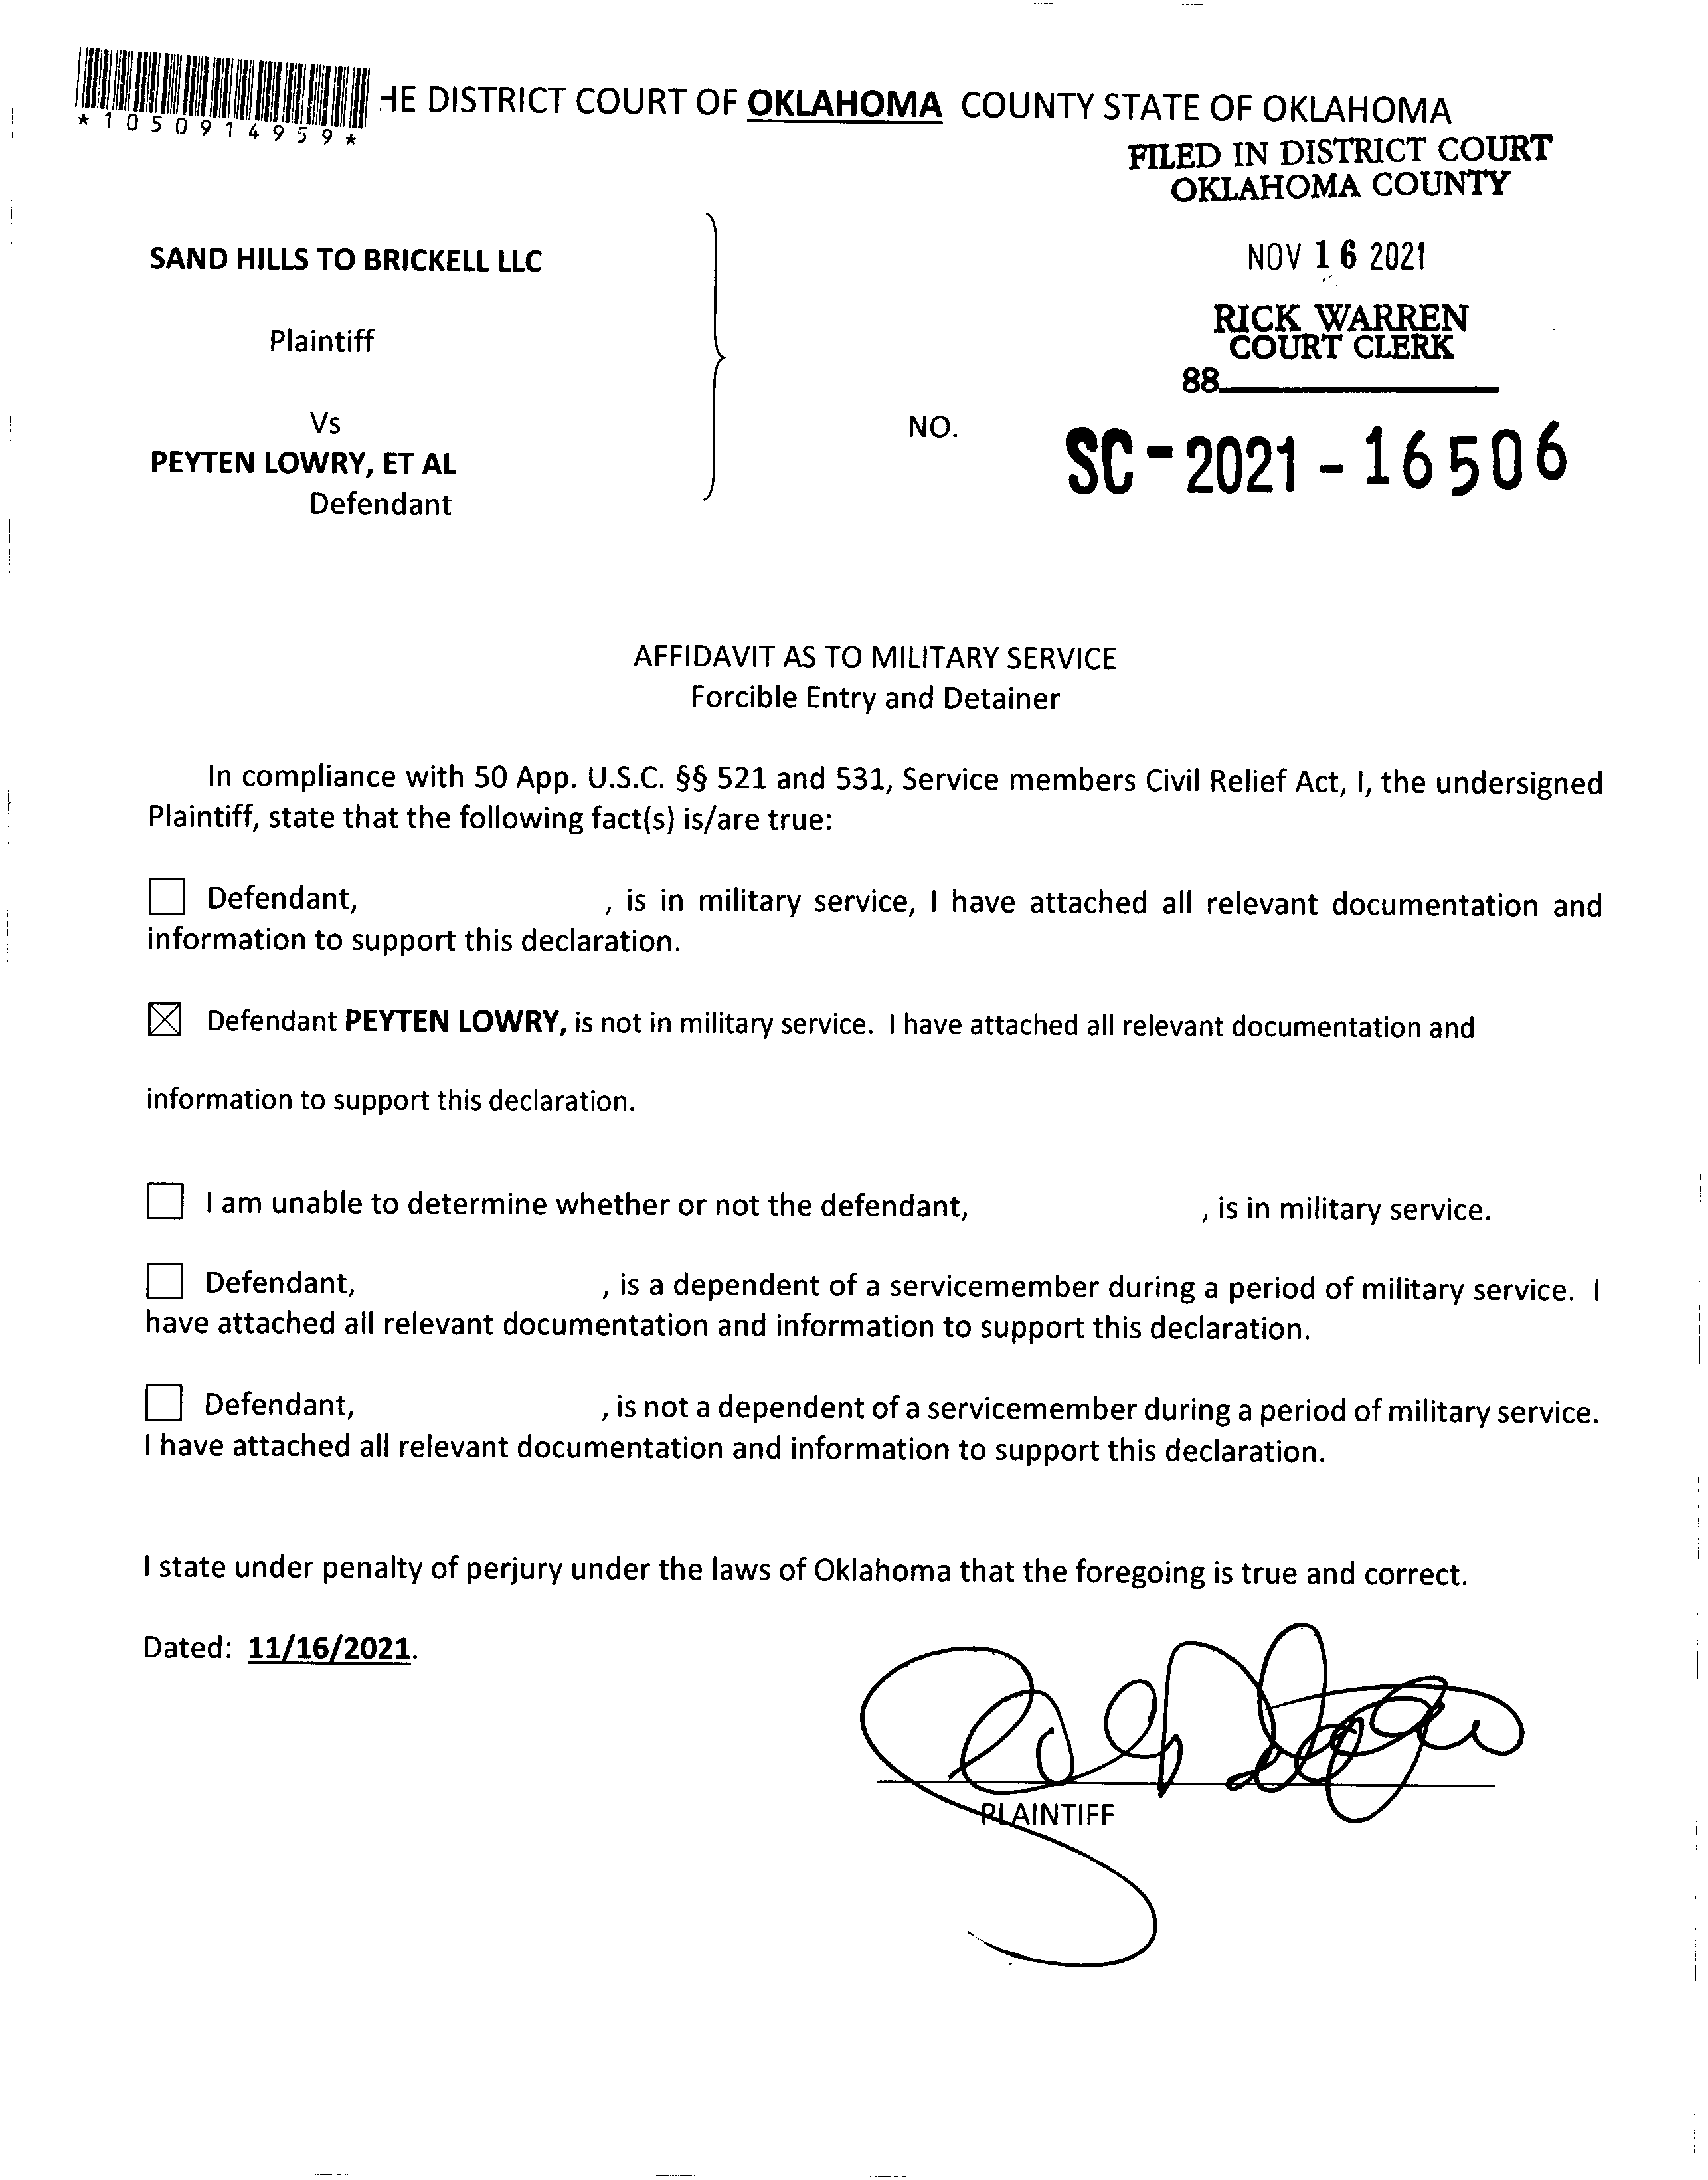 HE DISTRICT COURT OF OKLAHOMA COUNTY STATE OF OKLAHOMA
*1050914959*
FILED IN DISTRICT COURT
OKLAHOMA COUNTY
SAND HILLS TO BRICKELL LLC
NOV 16 2021
Plaintiff
RICK WARREN
COURT CLERK
88
Vs
NO.
SC-2021-16506
PEYTEN LOWRY, ET AL
Defendant
AFFIDAVIT AS TO MILITARY SERVICE
Forcible Entry and Detainer
In compliance with 50 App. U.S.C. §§ 521 and 531, Service members Civil Relief Act, I, the undersigned
Plaintiff, state that the following fact(s) is/are true:
☐ Defendant, , is in military service, I have attached all relevant documentation and
information to support this declaration.
☒ Defendant PEYTEN LOWRY, is not in military service. I have attached all relevant documentation and
information to support this declaration.
☐ I am unable to determine whether or not the defendant, , is in military service.
☐ Defendant, , is a dependent of a servicemember during a period of military service. I
have attached all relevant documentation and information to support this declaration.
☐ Defendant, , is not a dependent of a servicemember during a period of military service.
I have attached all relevant documentation and information to support this declaration.
I state under penalty of perjury under the laws of Oklahoma that the foregoing is true and correct.
Dated: 11/16/2021.
PLAINTIFF